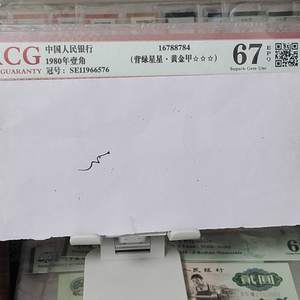 ACG
GUARANTY
中国人民银行
1980年壹角
冠号：SE11966576
16788784
（背绿星星·黄金甲☆☆☆）
67 EPQ
Superb Gem Unc